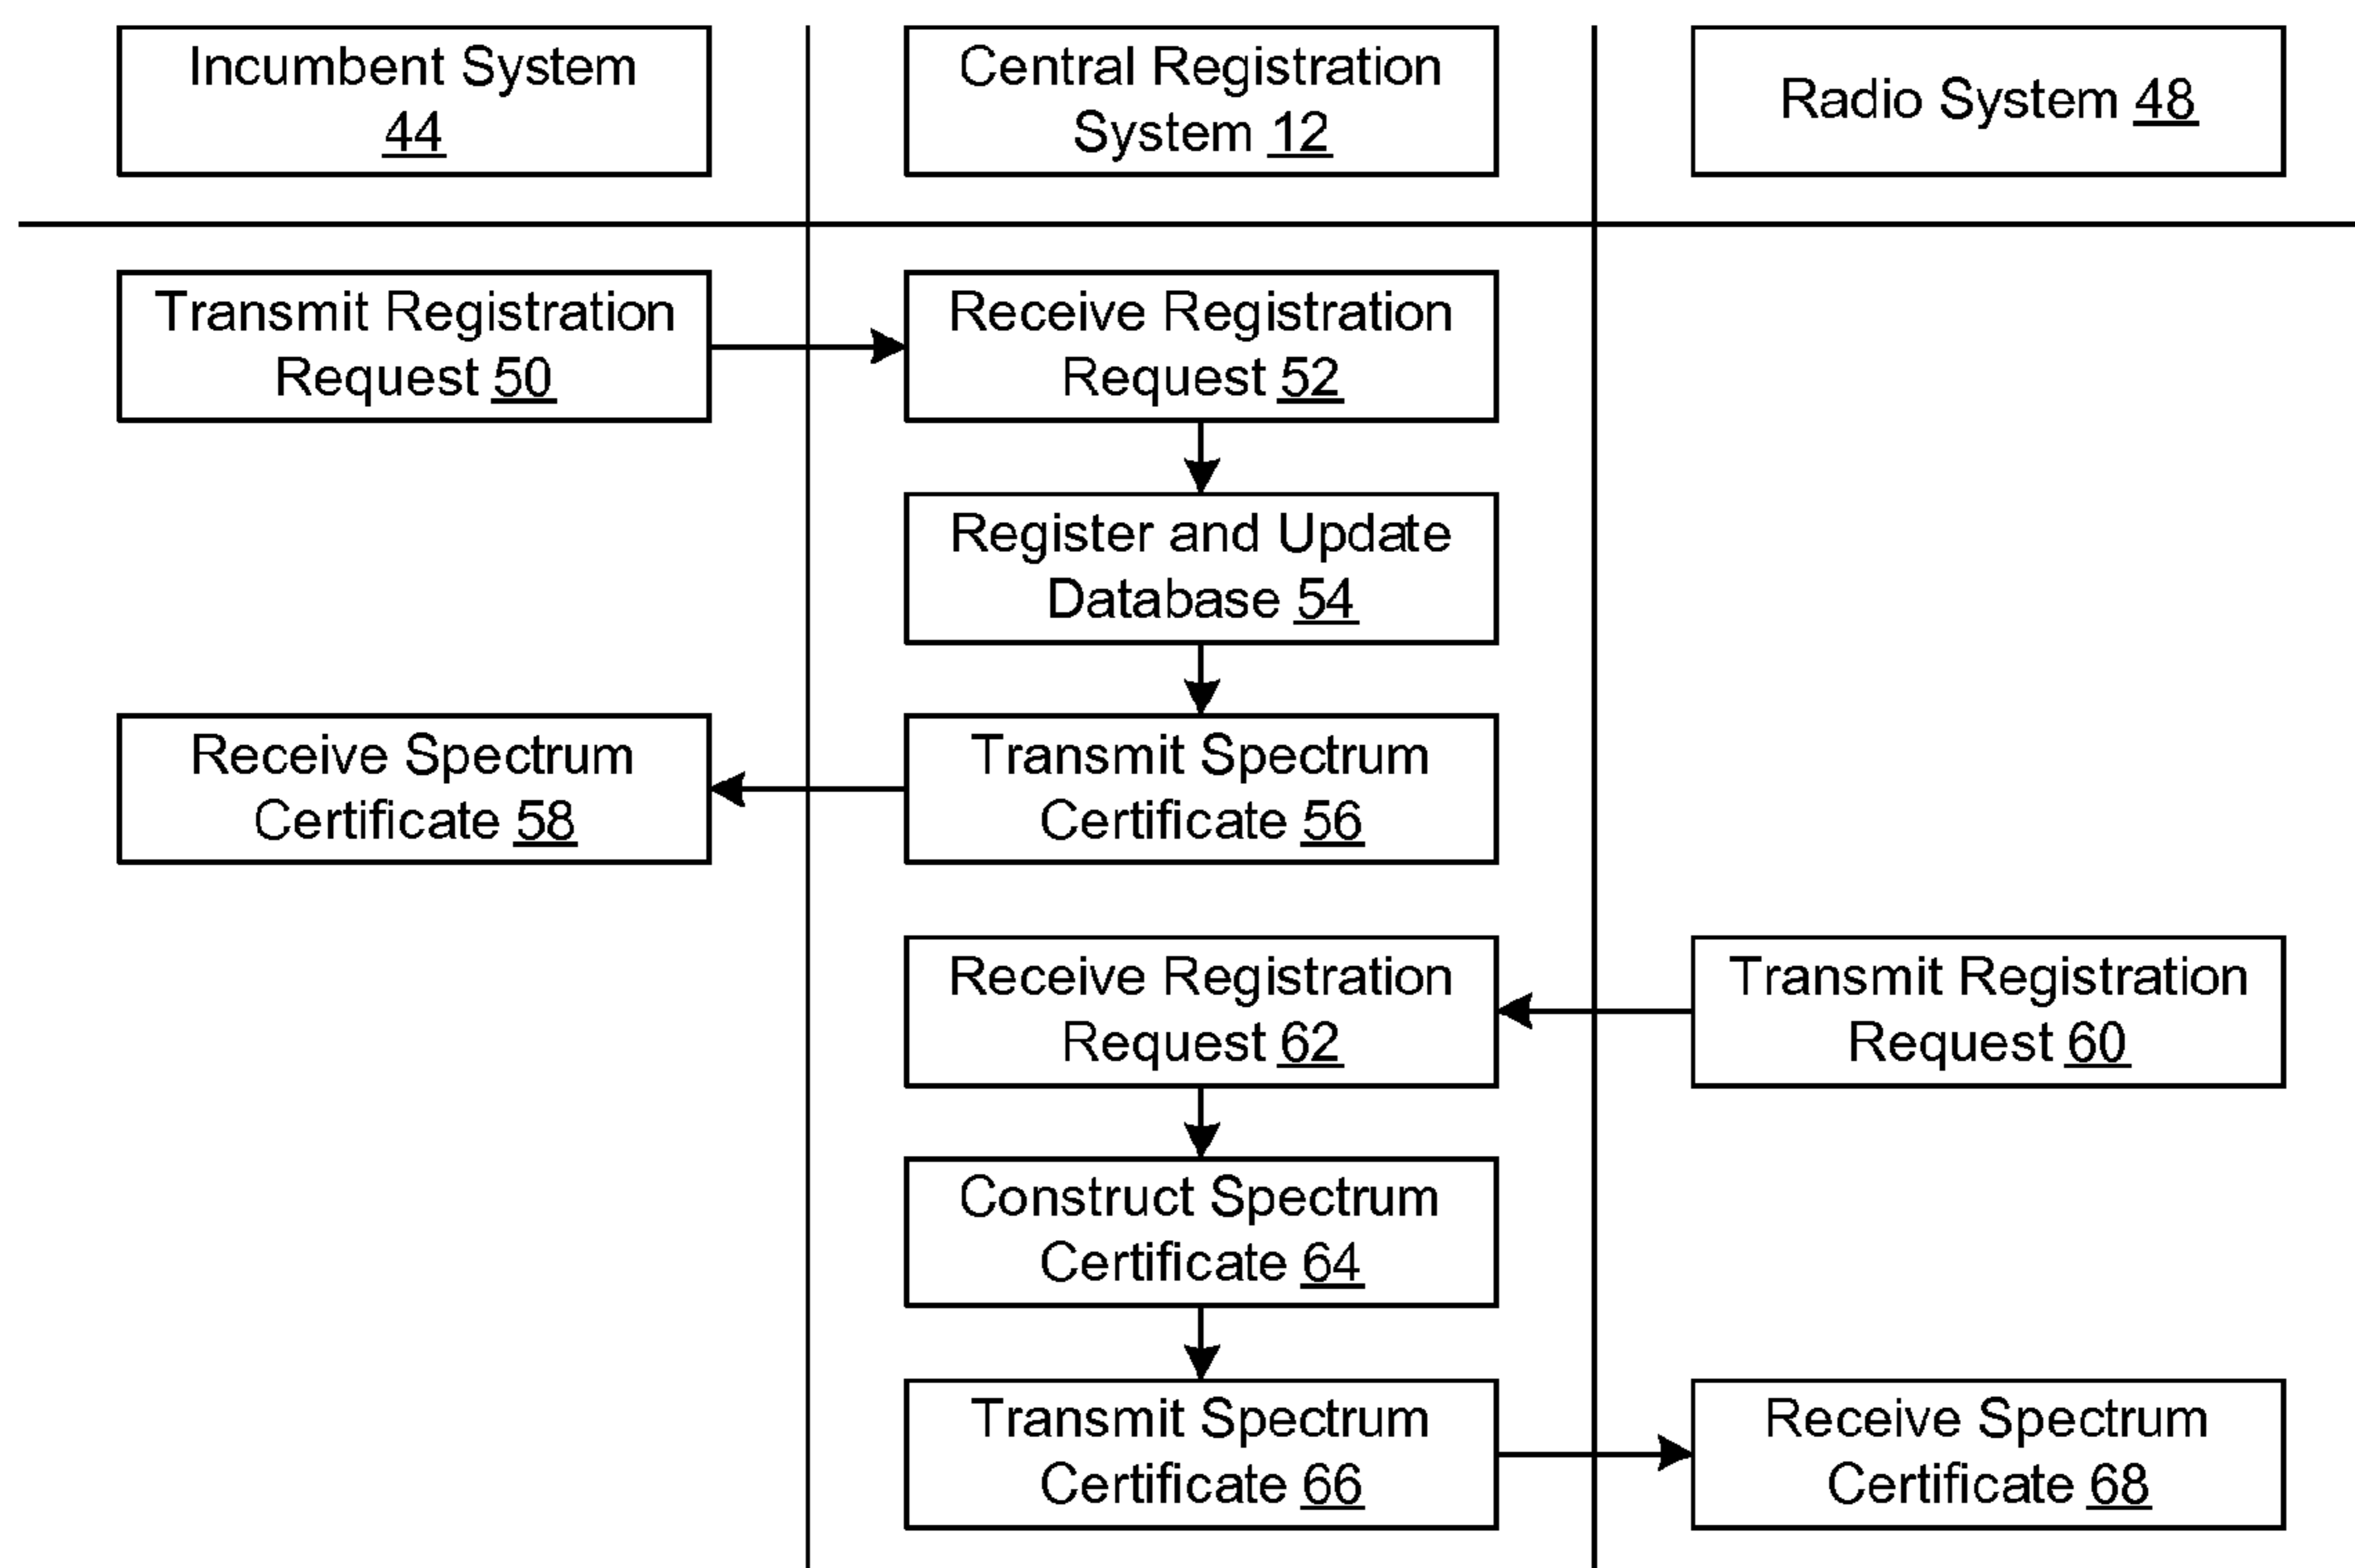 Incumbent System
44
Central Registration
System 12
Radio System 48
Transmit Registration
Request 50
Receive Registration
Request 52
Register and Update
Database 54
Receive Spectrum
Certificate 58
Transmit Spectrum
Certificate 56
Receive Registration
Request 62
Transmit Registration
Request 60
Construct Spectrum
Certificate 64
Transmit Spectrum
Certificate 66
Receive Spectrum
Certificate 68